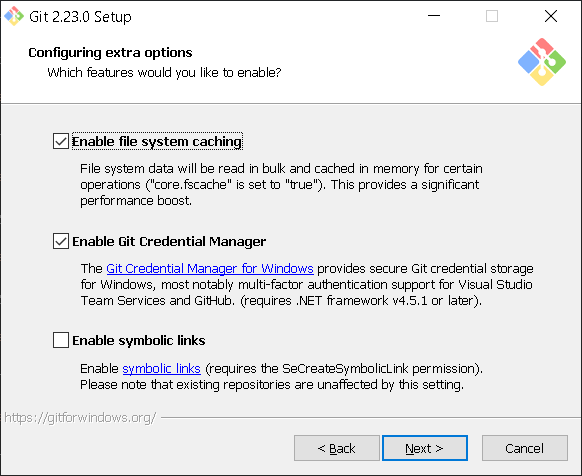 Git 2.23.0 Setup
Configuring extra options
Which features would you like to enable?
Enable file system caching
File system data will be read in bulk and cached in memory for certain
operations ("core.fscache" is set to "true"). This provides a significant
performance boost.
Enable Git Credential Manager
The Git Credential Manager for Windows provides secure Git credential storage
for Windows, most notably multi-factor authentication support for Visual Studio
Team Services and GitHub. (requires .NET framework v4.5.1 or later).
Enable symbolic links
Enable symbolic links (requires the SeCreateSymbolicLink permission).
Please note that existing repositories are unaffected by this setting.
https://gitforwindows.org/
< Back Next > Cancel